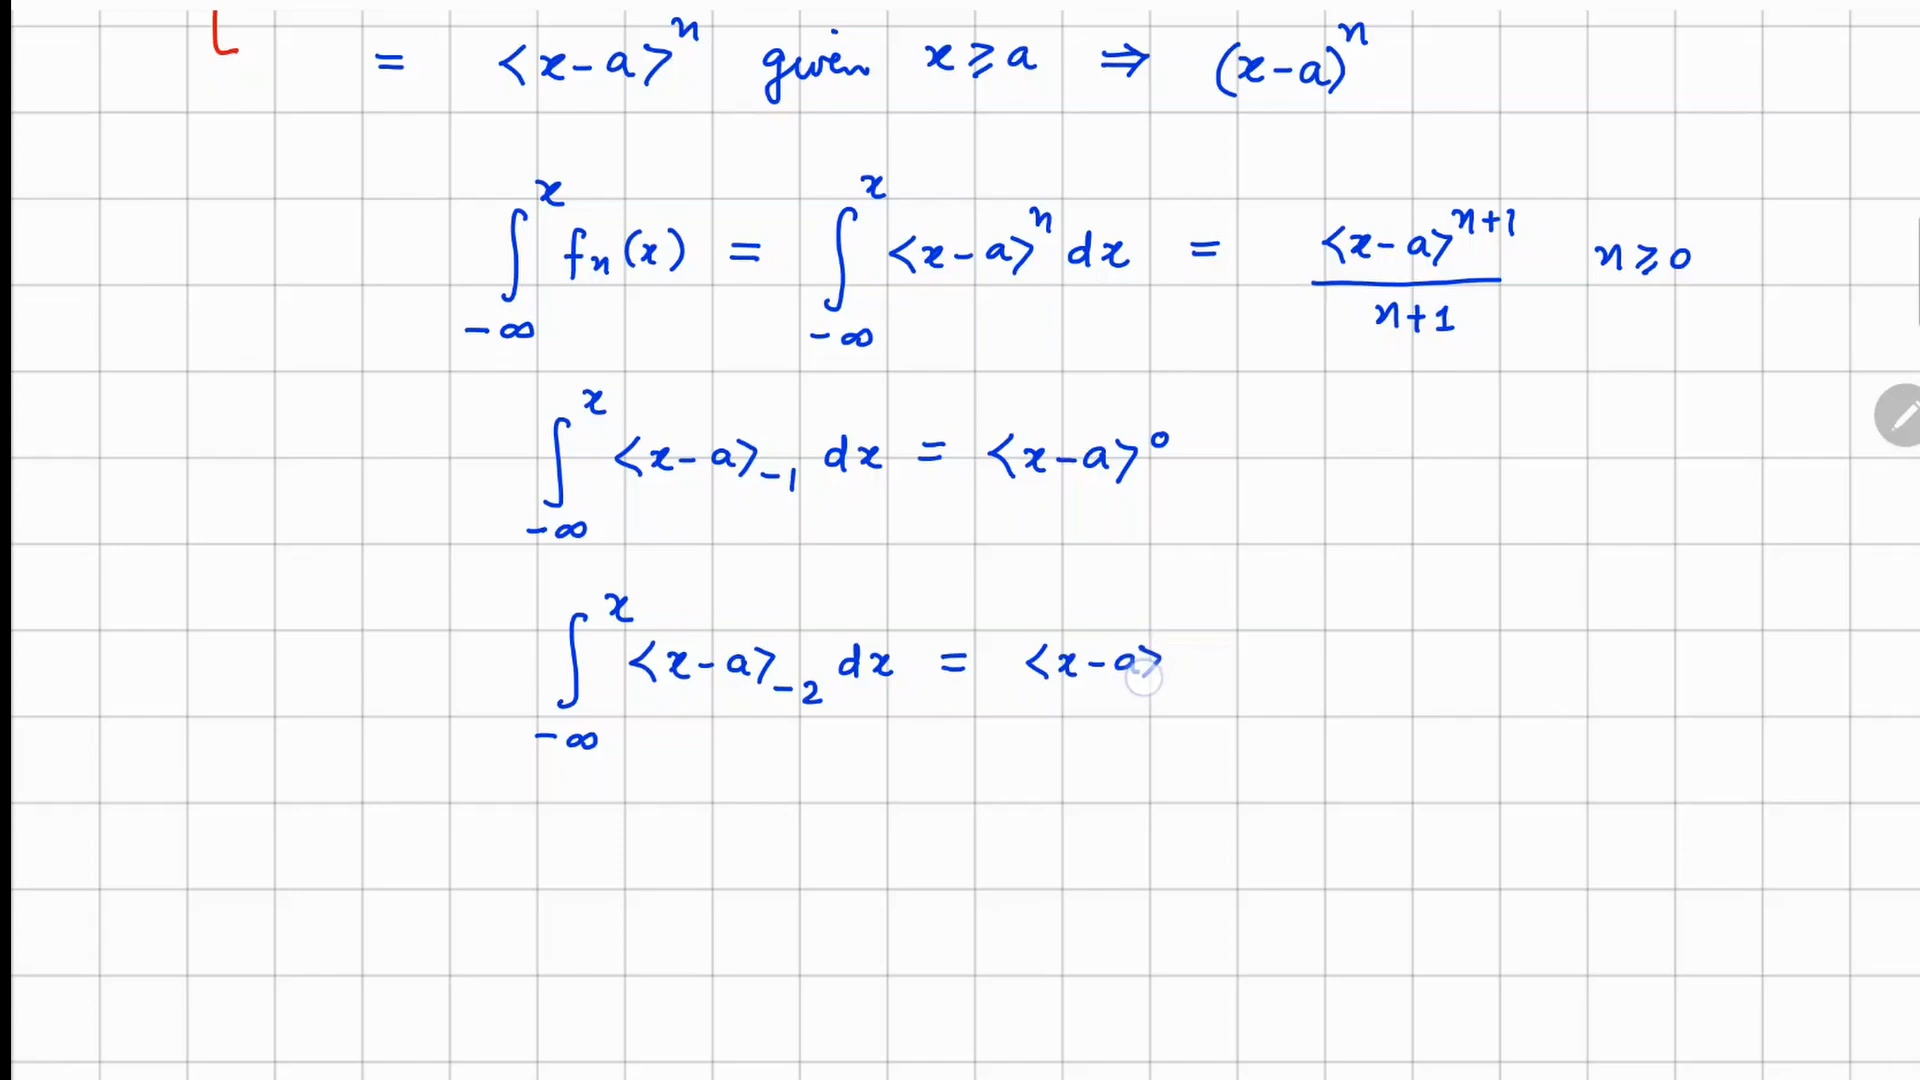 = <x-a>ⁿ given x ⩾ a ⇒ (x-a)ⁿ
∫_{-∞}^{x} fₙ(x) = ∫_{-∞}^{x} <x-a>ⁿ dx = <x-a>^{n+1} / n+1 n ⩾ 0
∫_{-∞}^{x} <x-a>_{-1} dx = <x-a>⁰
∫_{-∞}^{x} <x-a>_{-2} dx = <x-a>